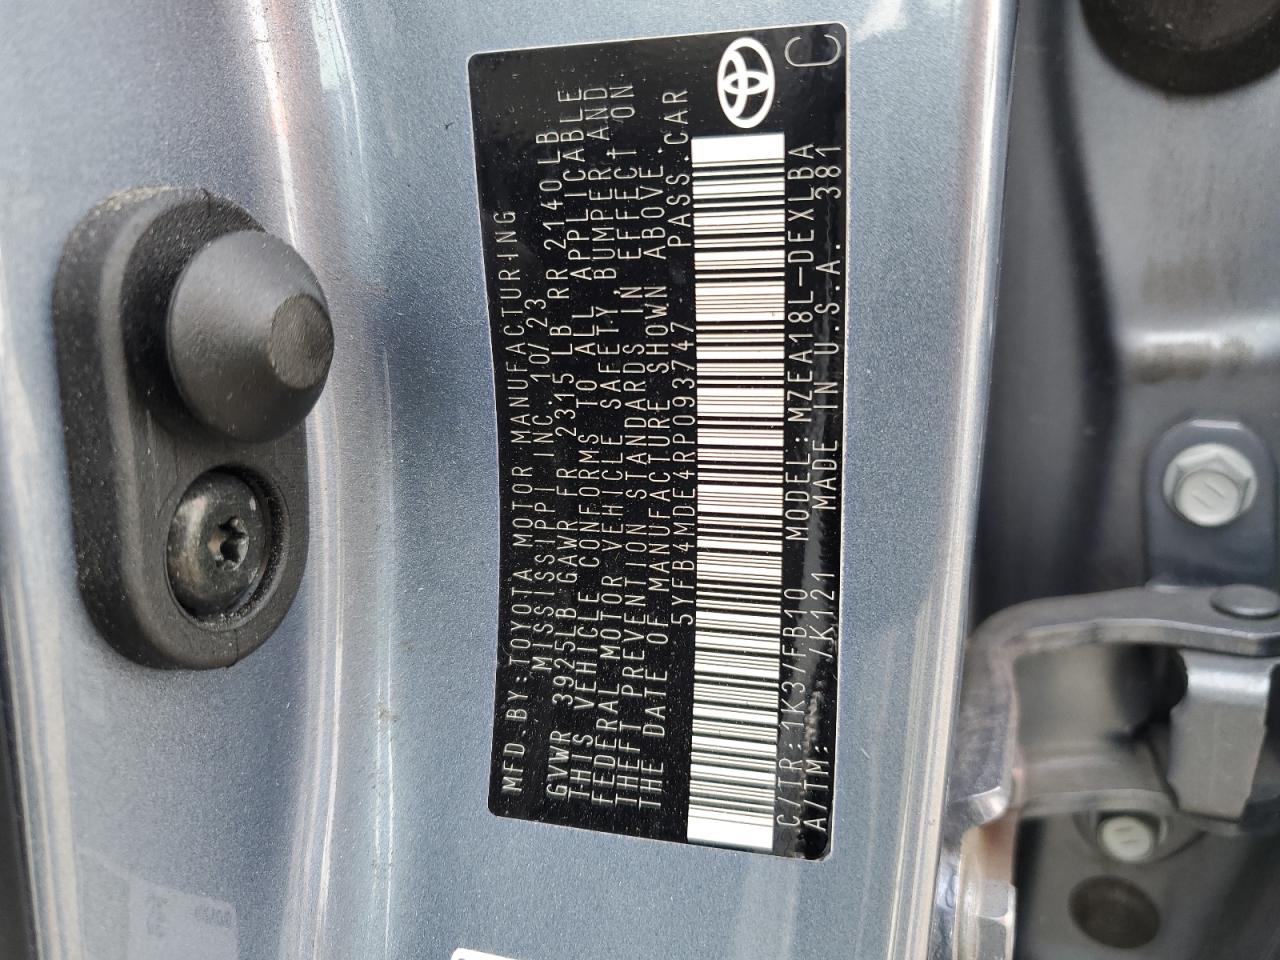 MFD.BY:TOYOTA MOTOR MANUFACTURING
MISSISSIPPI INC. 10/23
GVWR 3925LB GAWR FR 2315 LB RR 2140LB
THIS VEHICLE CONFORMS TO ALL APPLICABLE
FEDERAL MOTOR VEHICLE SAFETY, BUMPER, AND
THEFT PREVENTION STANDARDS IN EFFECT ON
THE DATE OF MANUFACTURE SHOWN ABOVE.
5YFB4MDE4RP093747 PASS.CAR
C/TR:1K3/FB10 MODEL:MZEA18L-DEXLBA
A/TM: /K121 MADE IN U.S.A. 381
C